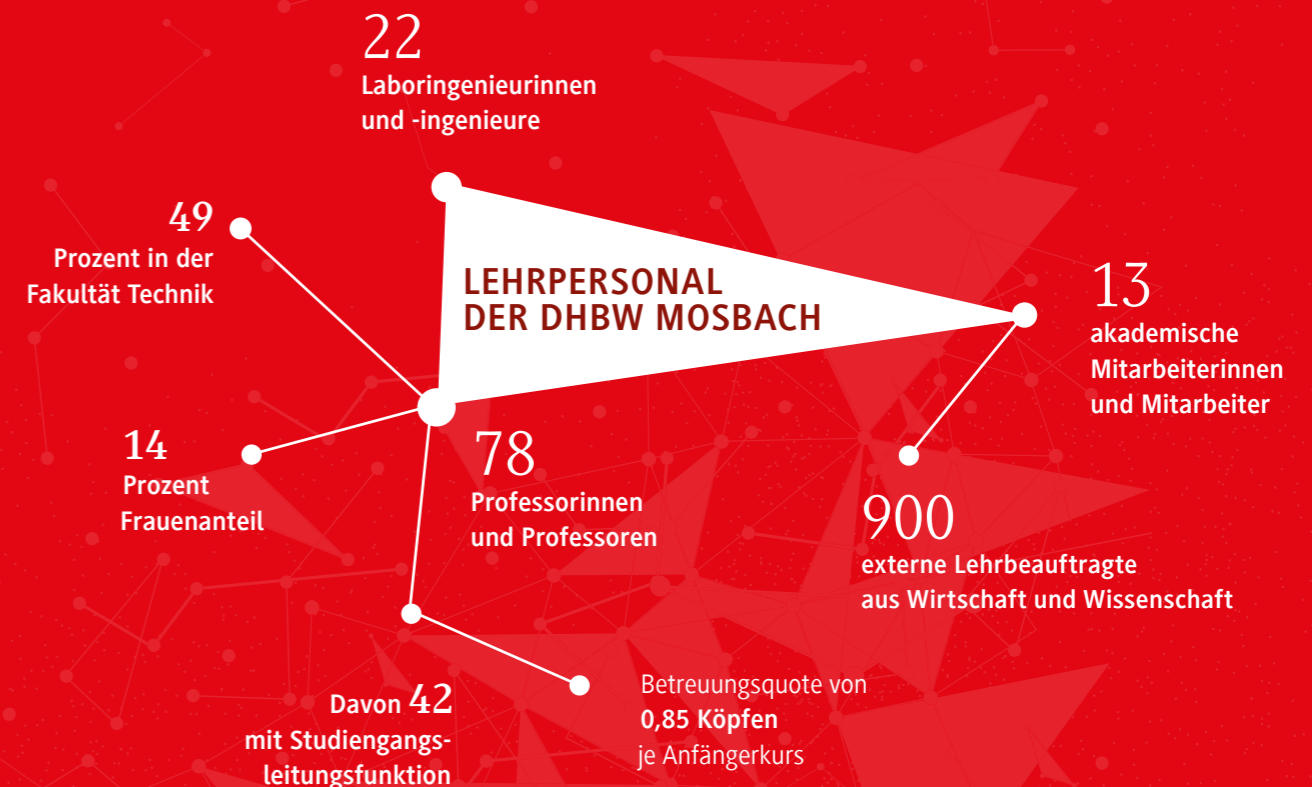 22
Laboringenieurinnen
und -ingenieure
49
Prozent in der
Fakultät Technik
LEHRPERSONAL
DER DHBW MOSBACH
13
akademische
Mitarbeiterinnen
und Mitarbeiter
14
Prozent
Frauenanteil
78
Professorinnen
und Professoren
900
externe Lehrbeauftragte
aus Wirtschaft und Wissenschaft
Davon 42
mit Studiengangs-
leitungsfunktion
Betreuungsquote von
0,85 Köpfen
je Anfängerkurs